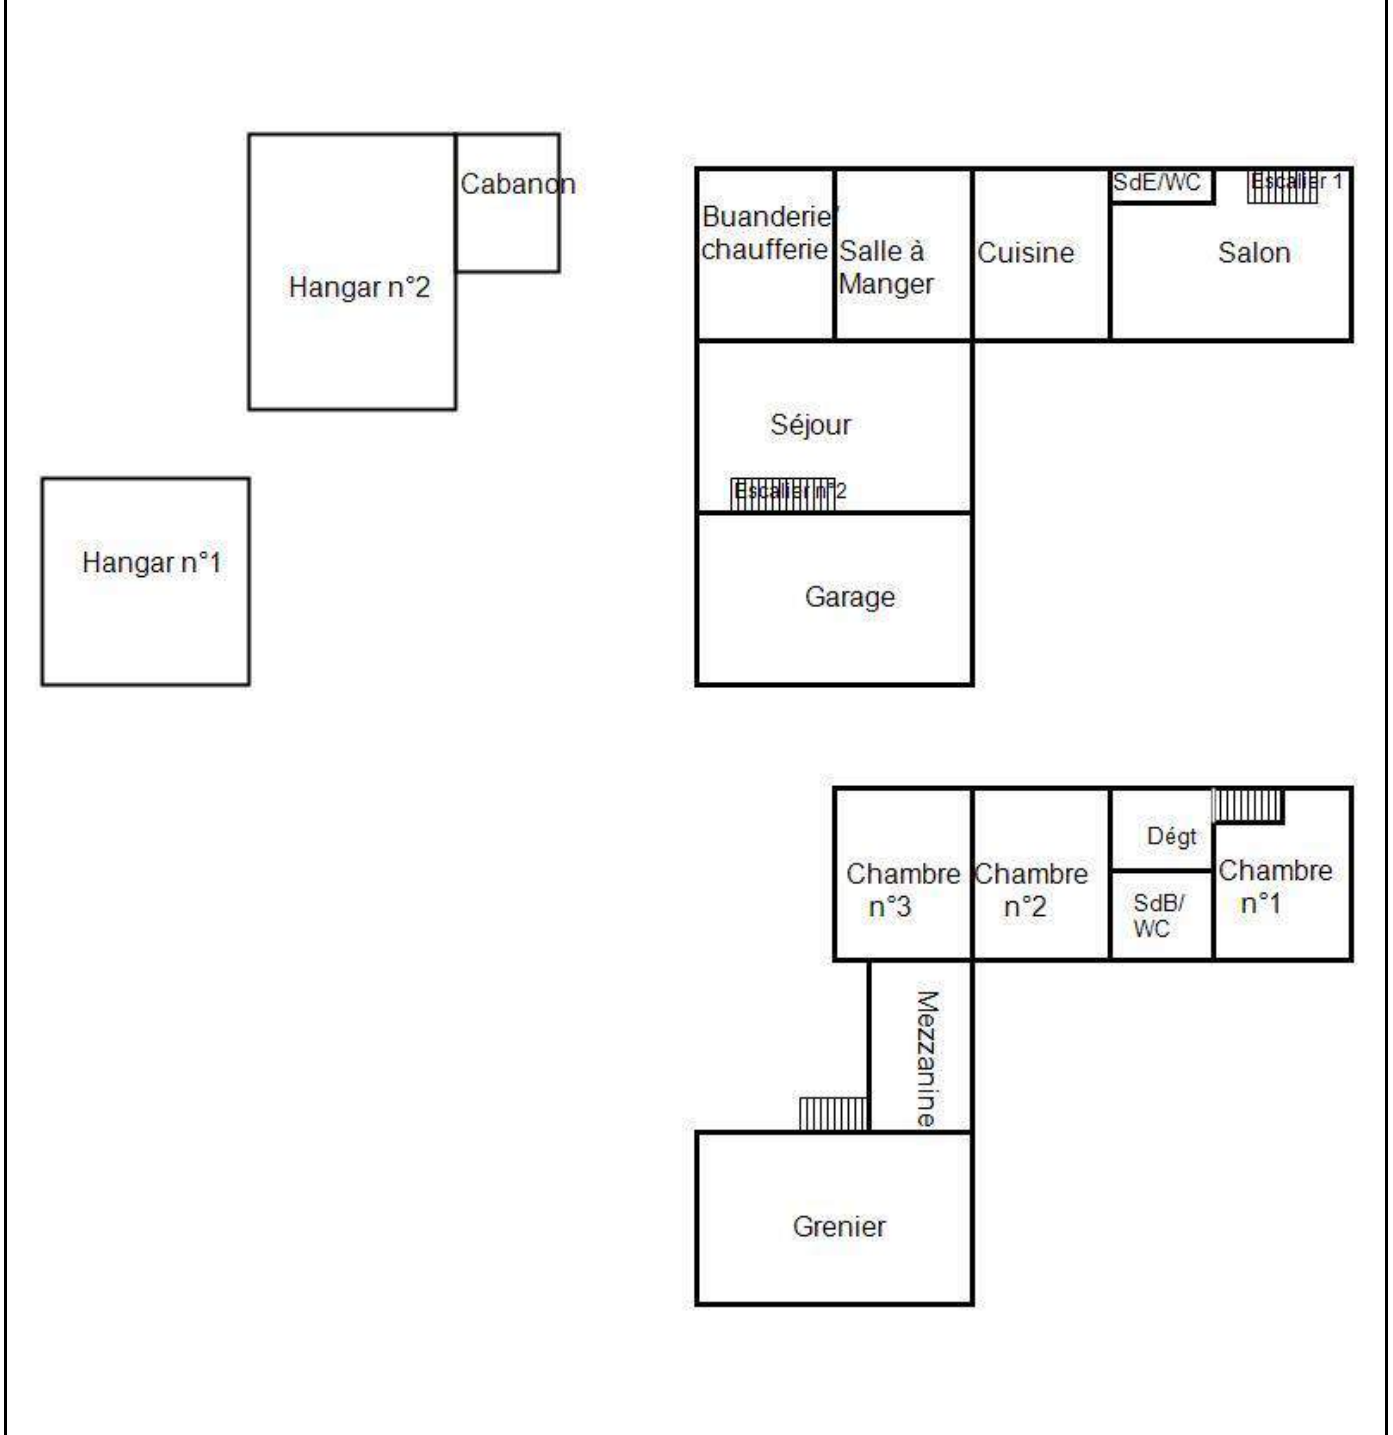 Cabanon
Hangar n°2
Hangar n°1
Buanderie/
chaufferie
Salle à
Manger
Cuisine
SdE/WC
Escalier 1
Salon
Séjour
Escalier n°2
Garage
Chambre
n°3
Chambre
n°2
Dégt
SdB/
WC
Chambre
n°1
Mezzanine
Grenier